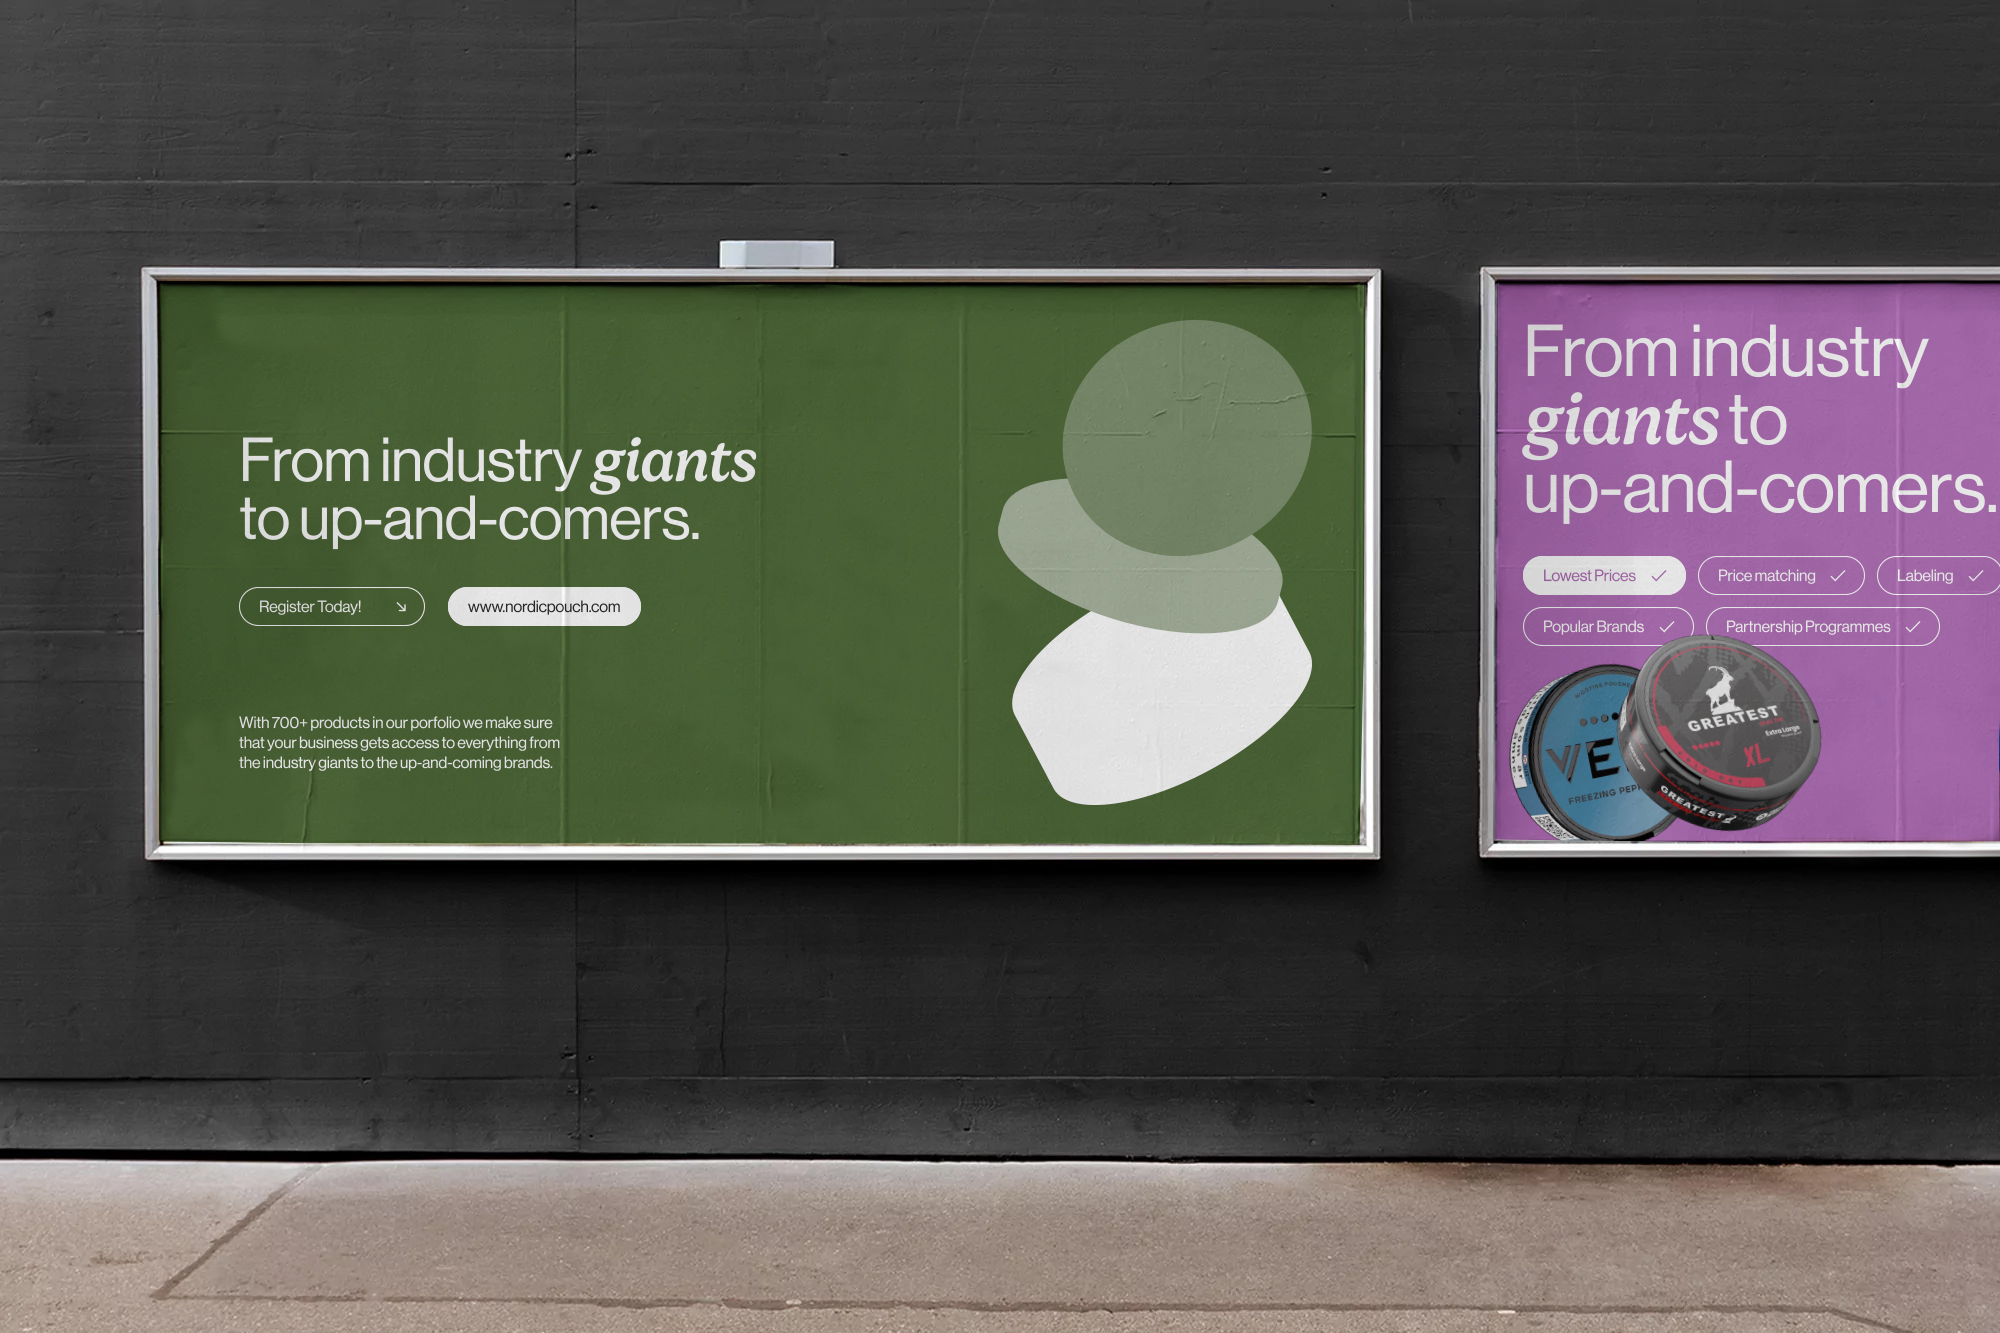 From industry giants
to up-and-comers.
Register Today!
www.nordicpouch.com
With 700+ products in our porfolio we make sure
that your business gets access to everything from
the industry giants to the up-and-coming brands.
From industry
giants to
up-and-comers.
Lowest Prices
Price matching
Labeling
Popular Brands
Partnership Programmes
VE
FREEZING PEP
GREATEST
Extra Large
XL
GREATEST